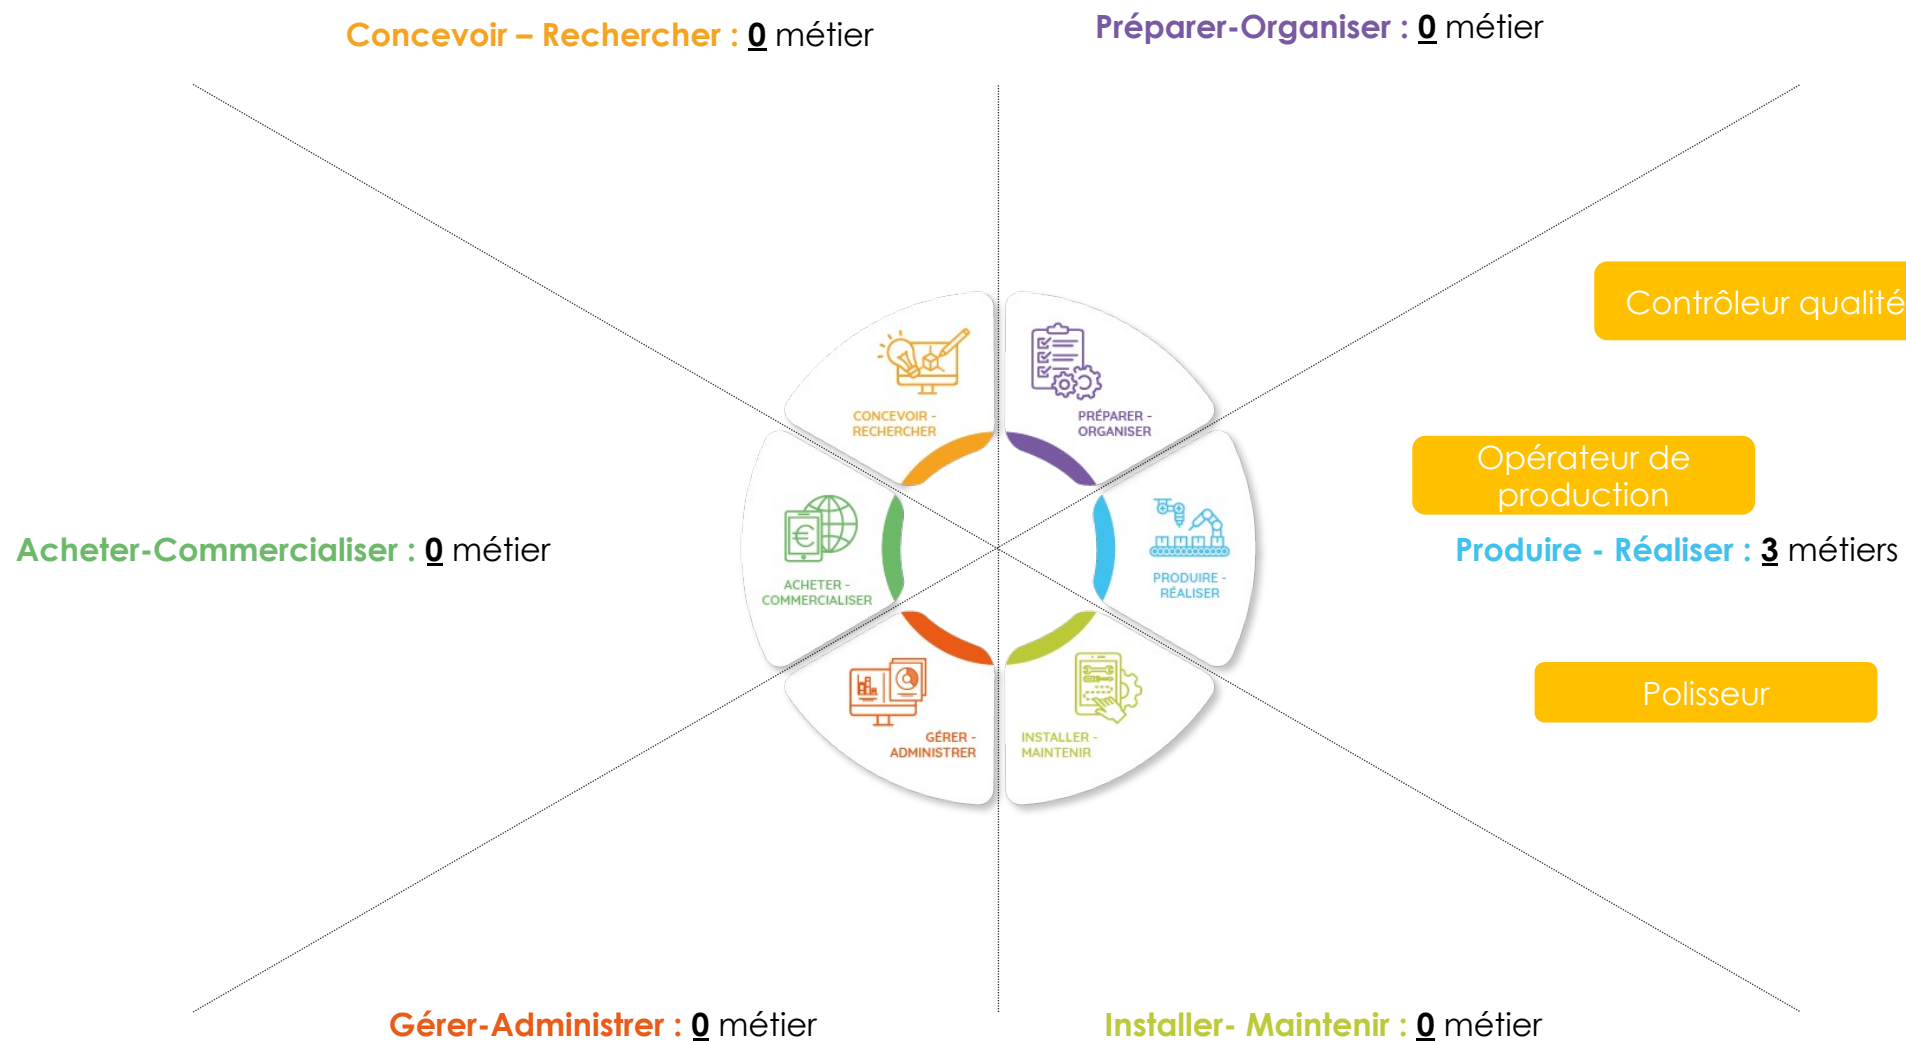 Concevoir – Rechercher : 0 métier
Préparer-Organiser : 0 métier
Contrôleur qualité
CONCEVOIR -
RECHERCHER
PRÉPARER -
ORGANISER
Opérateur de
production
Acheter-Commercialiser : 0 métier
ACHETER -
COMMERCIALISER
PRODUIRE -
RÉALISER
Produire - Réaliser : 3 métiers
Polisseur
GÉRER -
ADMINISTRER
INSTALLER -
MAINTENIR
Gérer-Administrer : 0 métier
Installer- Maintenir : 0 métier